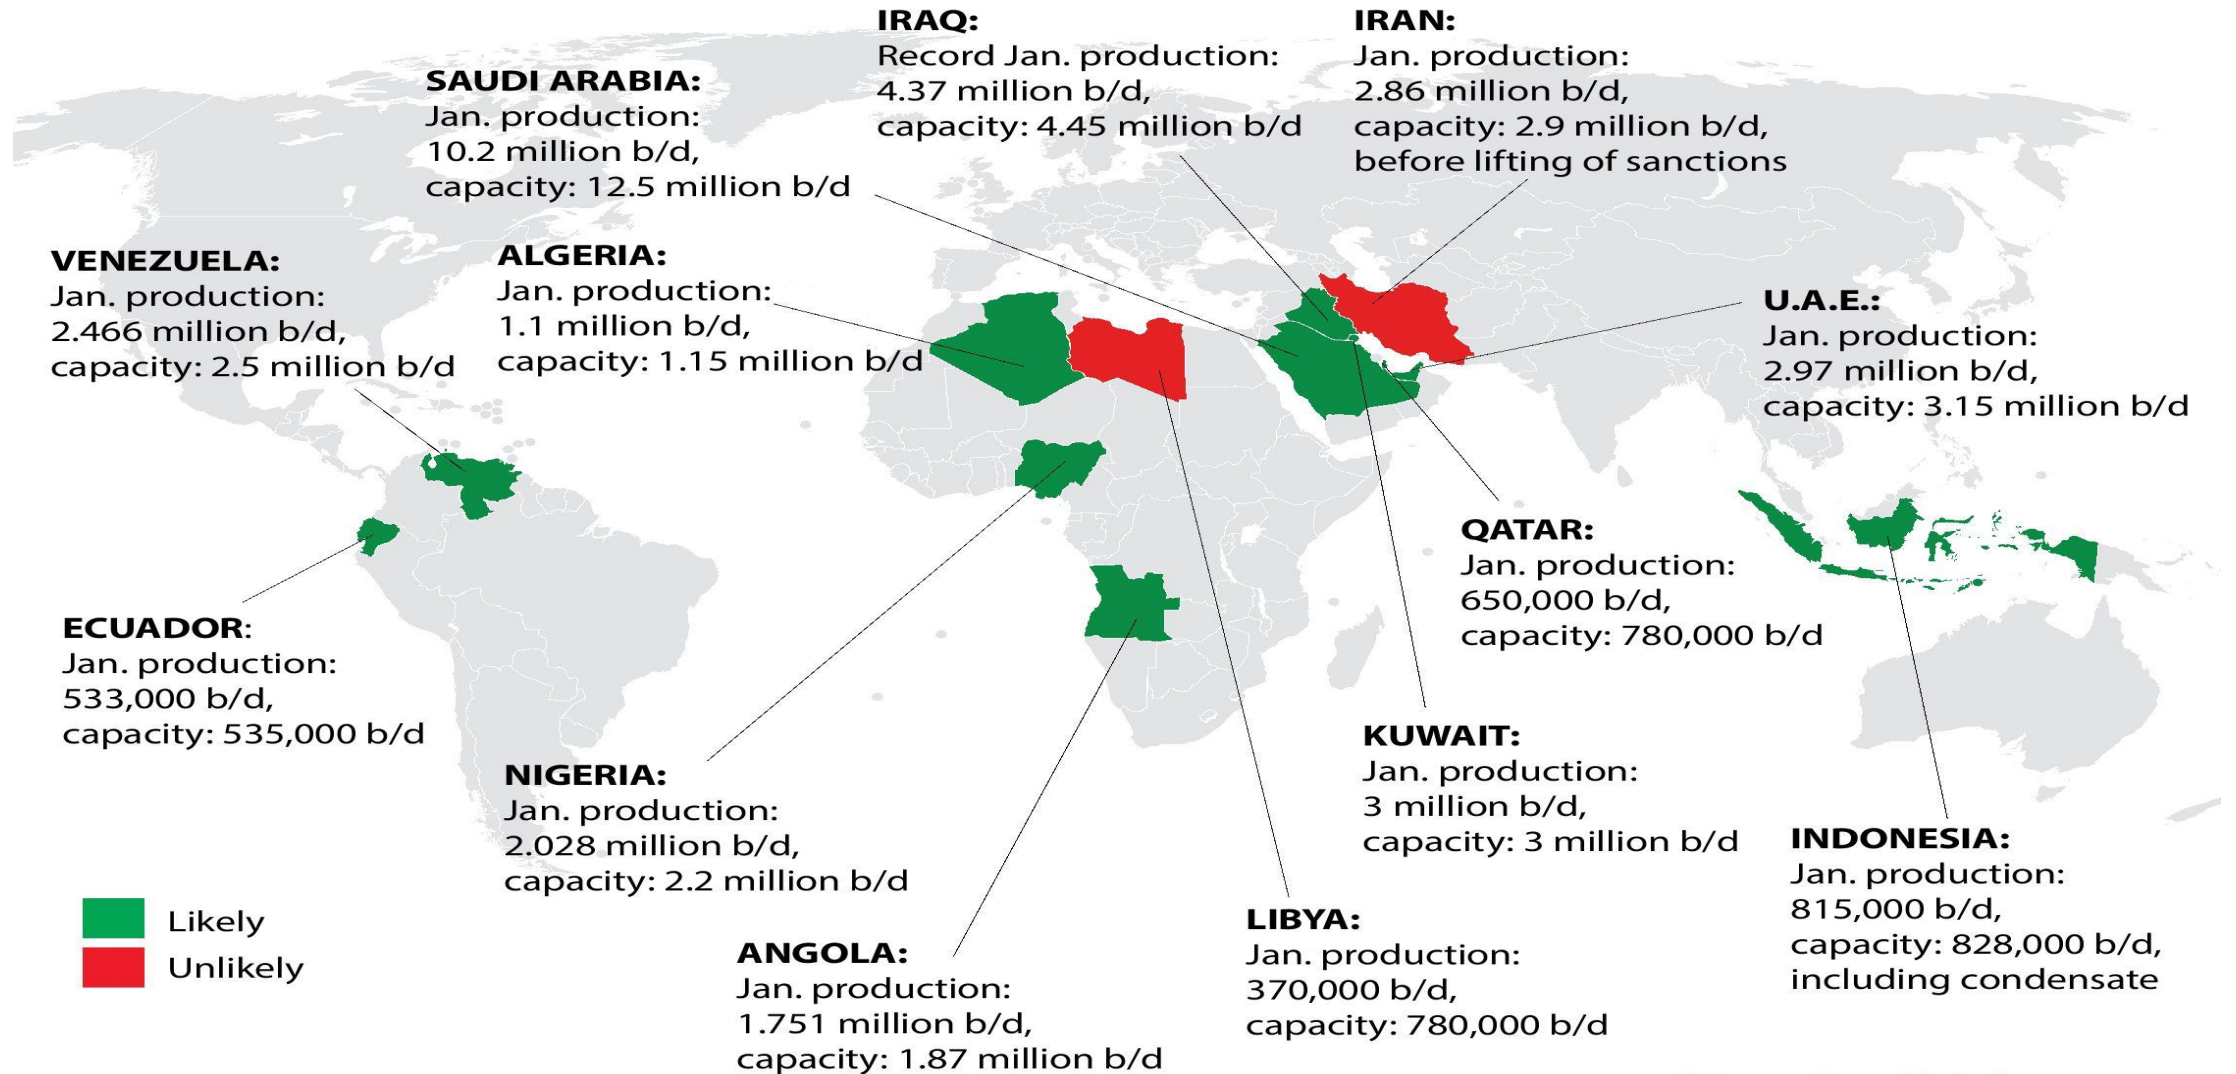 IRAQ:
Record Jan. production:
4.37 million b/d,
capacity: 4.45 million b/d
IRAN:
Jan. production:
2.86 million b/d,
capacity: 2.9 million b/d,
before lifting of sanctions
SAUDI ARABIA:
Jan. production:
10.2 million b/d,
capacity: 12.5 million b/d
VENEZUELA:
Jan. production:
2.466 million b/d,
capacity: 2.5 million b/d
ALGERIA:
Jan. production:
1.1 million b/d,
capacity: 1.15 million b/d
U.A.E.:
Jan. production:
2.97 million b/d,
capacity: 3.15 million b/d
QATAR:
Jan. production:
650,000 b/d,
capacity: 780,000 b/d
ECUADOR:
Jan. production:
533,000 b/d,
capacity: 535,000 b/d
NIGERIA:
Jan. production:
2.028 million b/d,
capacity: 2.2 million b/d
KUWAIT:
Jan. production:
3 million b/d,
capacity: 3 million b/d
INDONESIA:
Jan. production:
815,000 b/d,
capacity: 828,000 b/d,
including condensate
LIBYA:
Jan. production:
370,000 b/d,
capacity: 780,000 b/d
ANGOLA:
Jan. production:
1.751 million b/d,
capacity: 1.87 million b/d
Likely
Unlikely